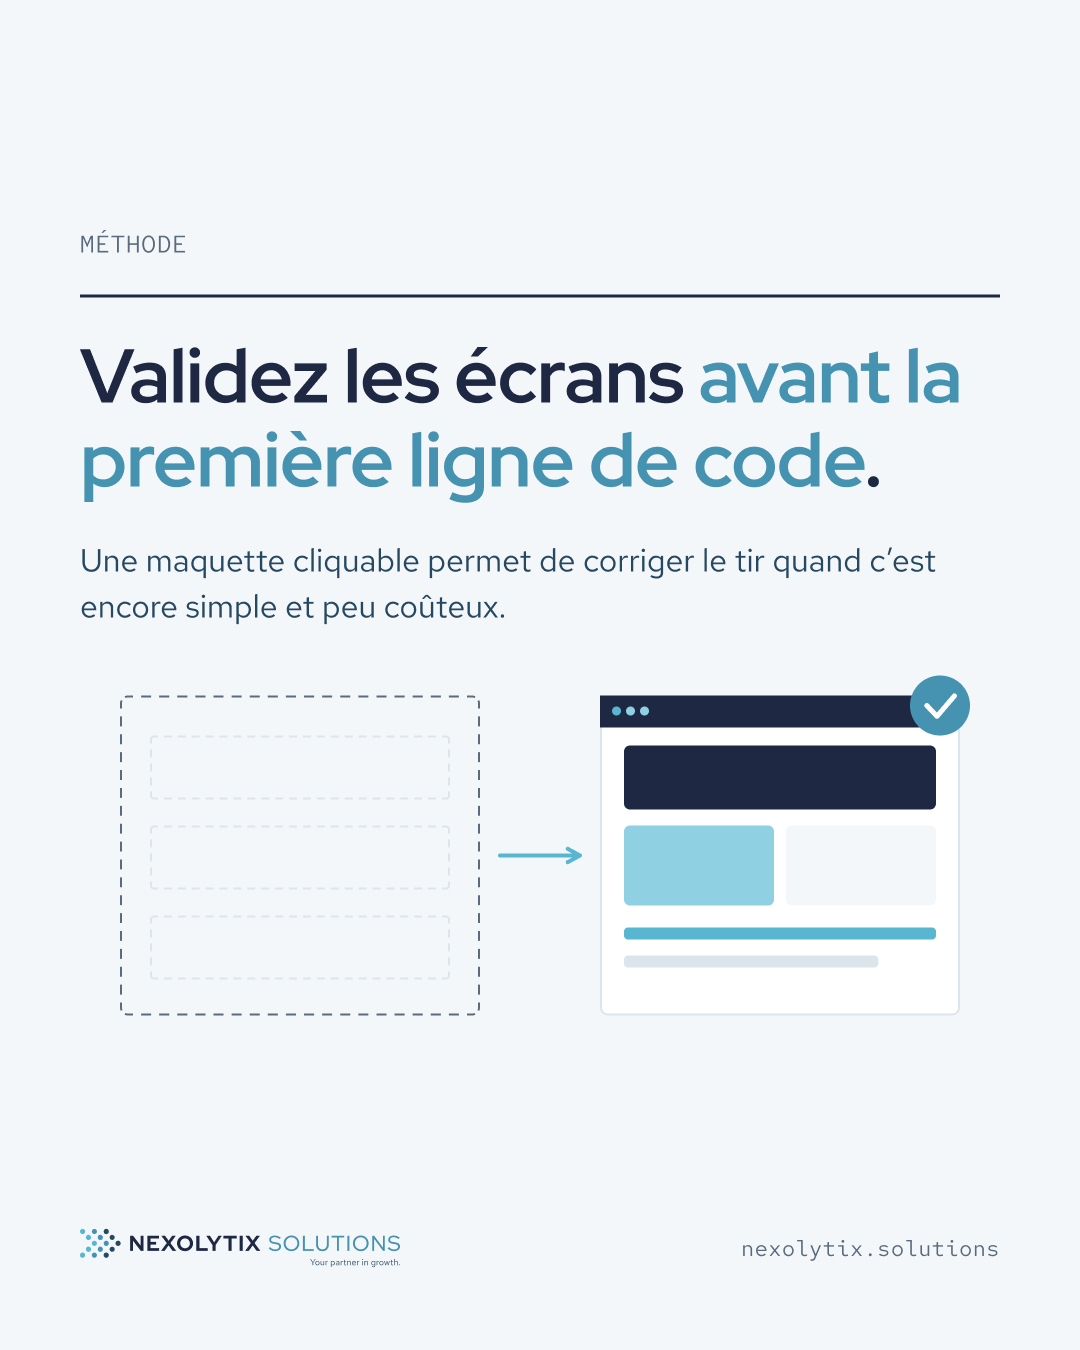 MÉTHODE
Validez les écrans avant la
première ligne de code.
Une maquette cliquable permet de corriger le tir quand c’est
encore simple et peu coûteux.
NEXOLYTIX SOLUTIONS
Your partner in growth.
nexolytix.solutions